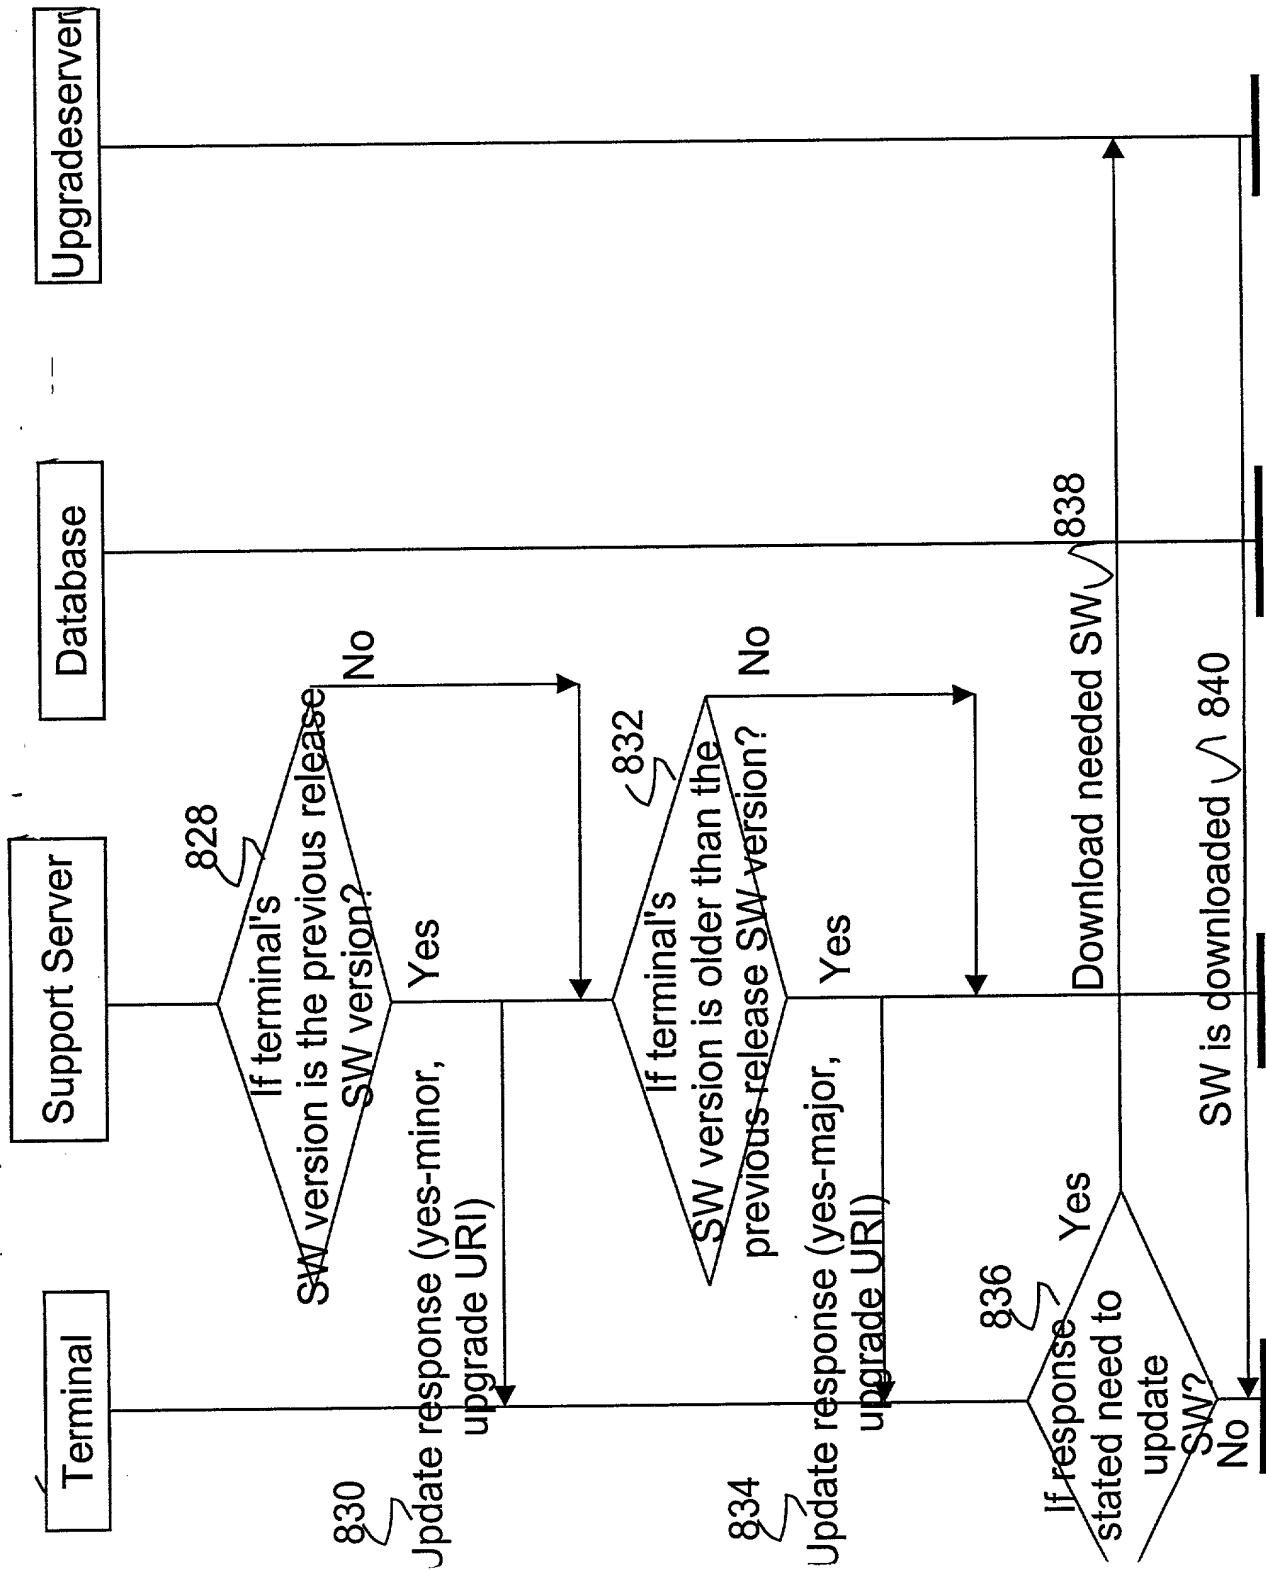 Terminal
Support Server
Database
Upgradeserver
828
If terminal's
SW version is the previous release
SW version?
No
Yes
830
Update response (yes-minor,
upgrade URI)
832
If terminal's
SW version is older than the
previous release SW version?
No
Yes
834
Update response (yes-major,
upgrade URI)
836
If response
stated need to
update
SW?
Yes
No
Download needed SW
838
SW is downloaded
840